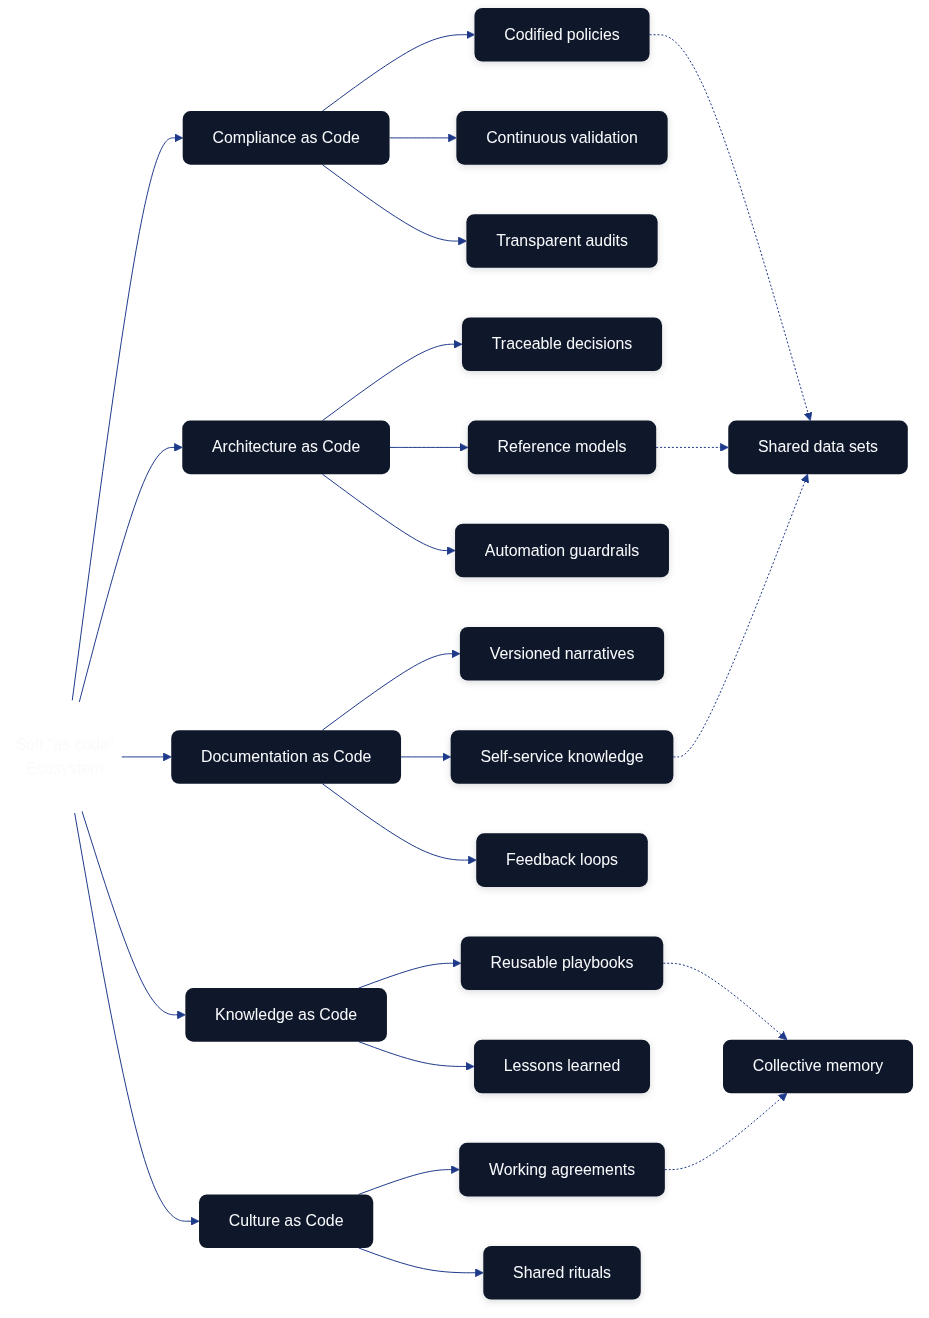 Codified policies
Compliance as Code
Continuous validation
Transparent audits
Traceable decisions
Architecture as Code
Reference models
Shared data sets
Automation guardrails
Versioned narratives
Soft "as code"
Ecosystem
Documentation as Code
Self-service knowledge
Feedback loops
Reusable playbooks
Knowledge as Code
Lessons learned
Collective memory
Working agreements
Culture as Code
Shared rituals